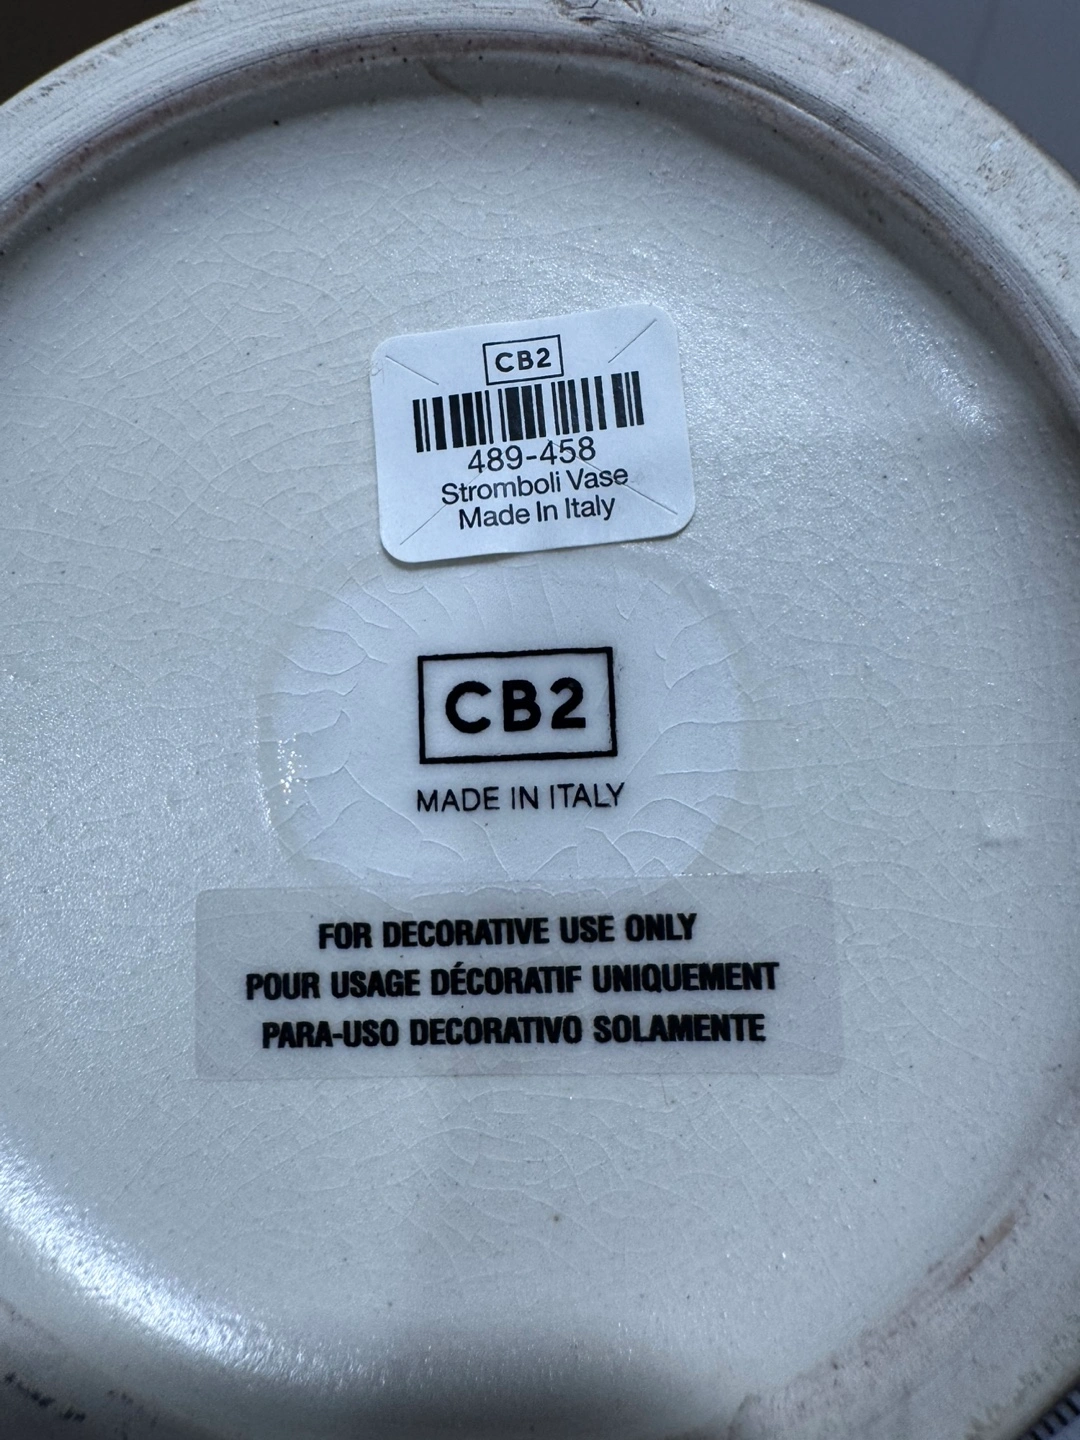 CB2
489-458
Stromboli Vase
Made In Italy
CB2
MADE IN ITALY
FOR DECORATIVE USE ONLY
POUR USAGE DÉCORATIF UNIQUEMENT
PARA-USO DECORATIVO SOLAMENTE